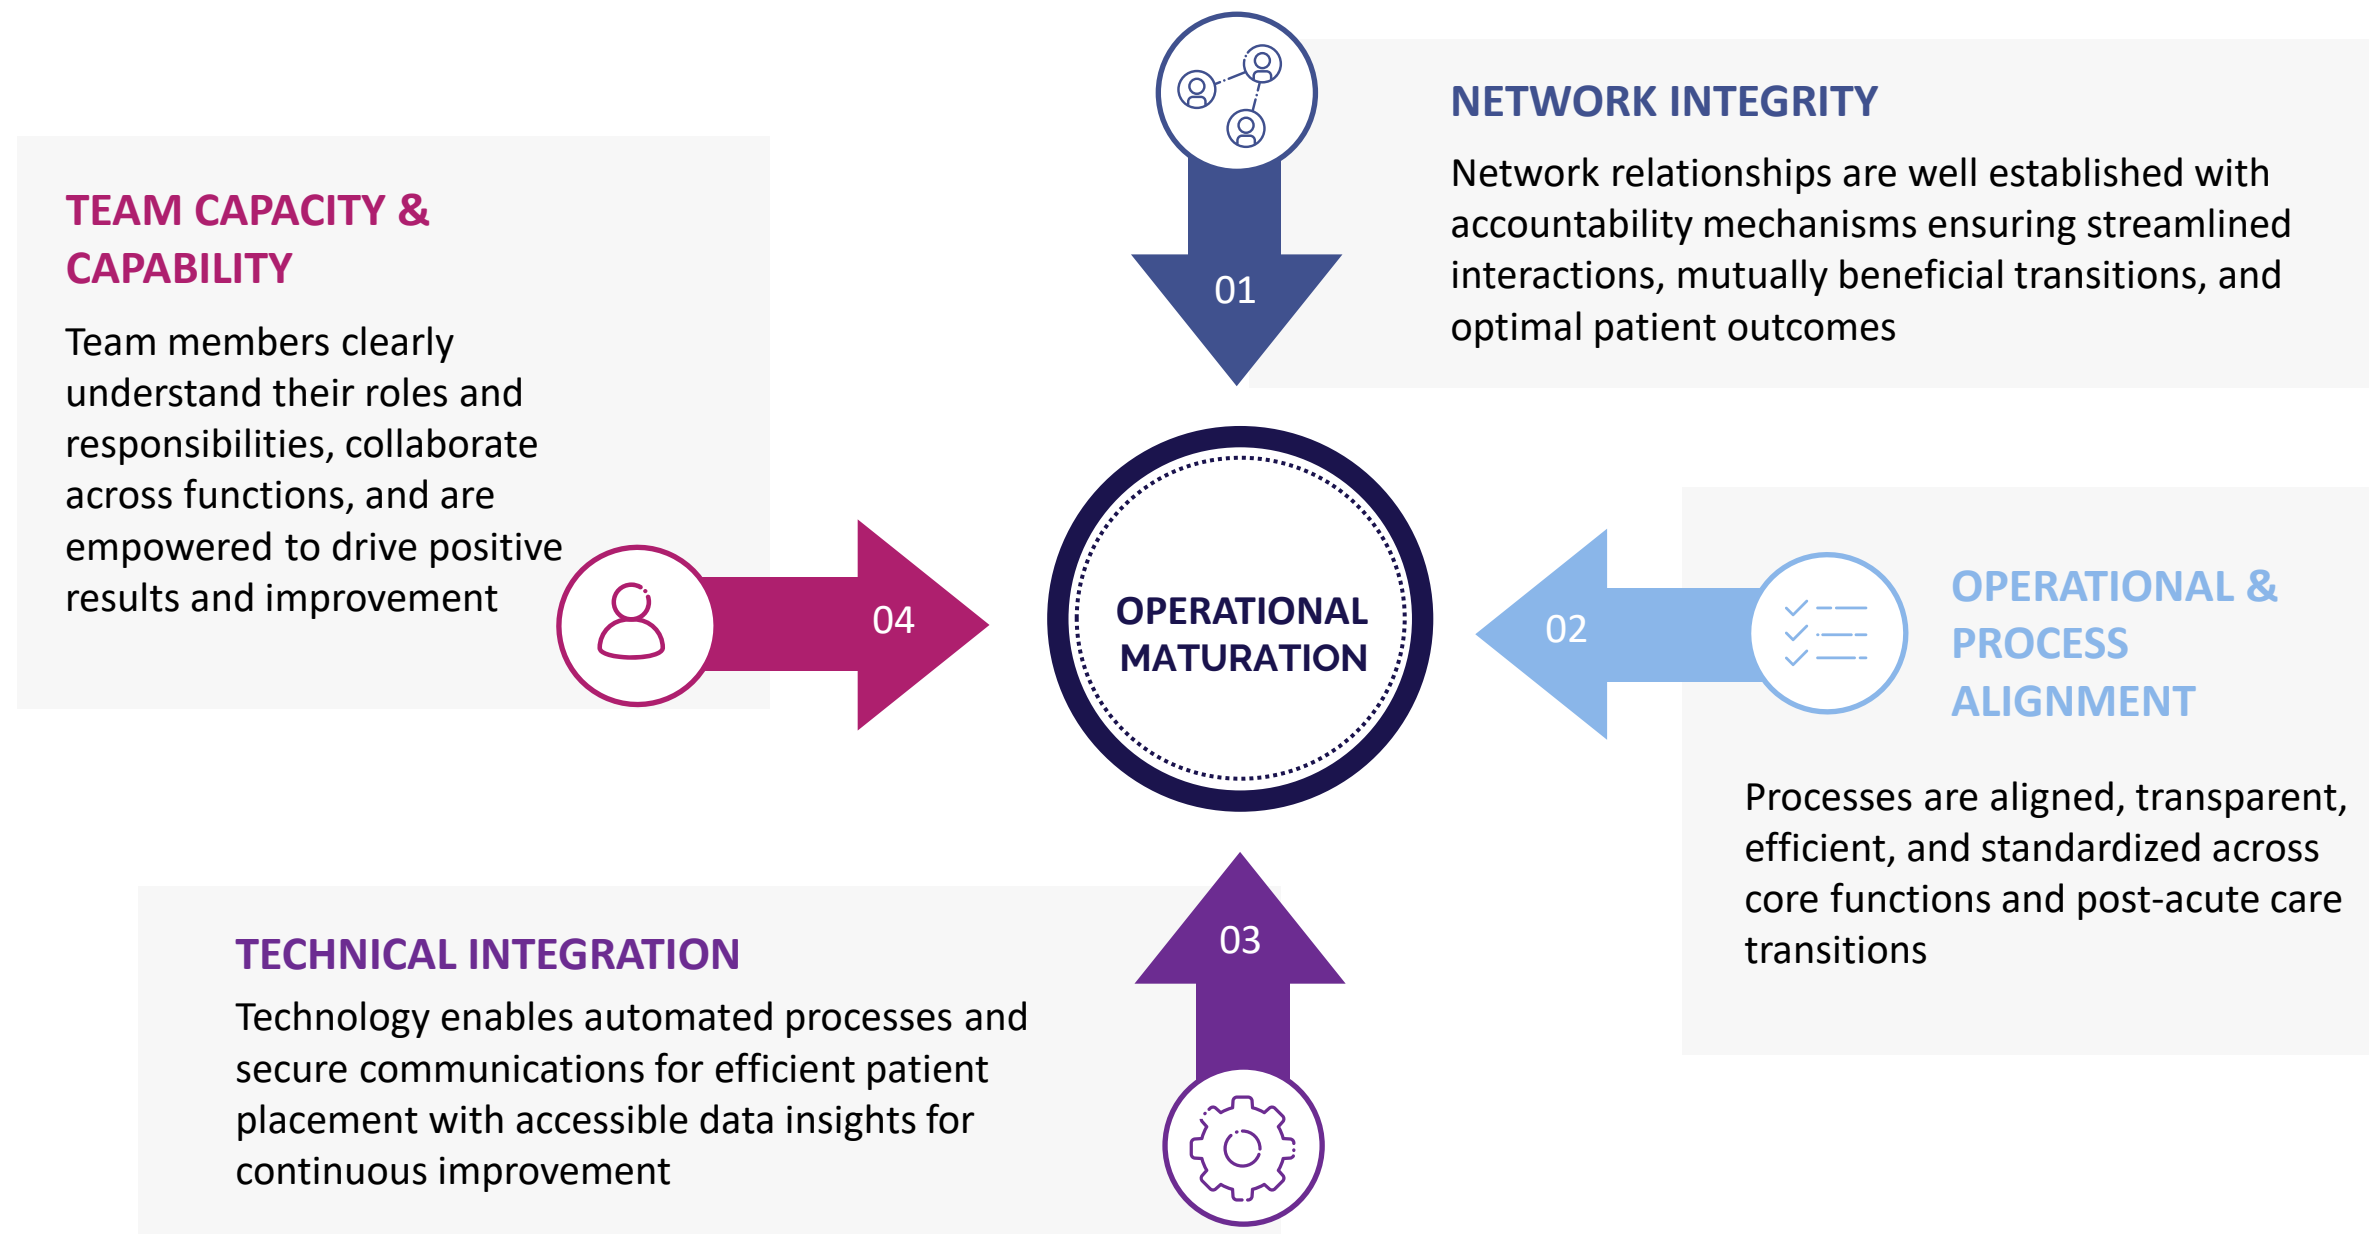 NETWORK INTEGRITY
Network relationships are well established with
accountability mechanisms ensuring streamlined
interactions, mutually beneficial transitions, and
optimal patient outcomes
01
OPERATIONAL &
PROCESS
ALIGNMENT
Processes are aligned, transparent,
efficient, and standardized across
core functions and post-acute care
transitions
02
TECHNICAL INTEGRATION
Technology enables automated processes and
secure communications for efficient patient
placement with accessible data insights for
continuous improvement
03
TEAM CAPACITY &
CAPABILITY
Team members clearly
understand their roles and
responsibilities, collaborate
across functions, and are
empowered to drive positive
results and improvement
04
OPERATIONAL
MATURATION